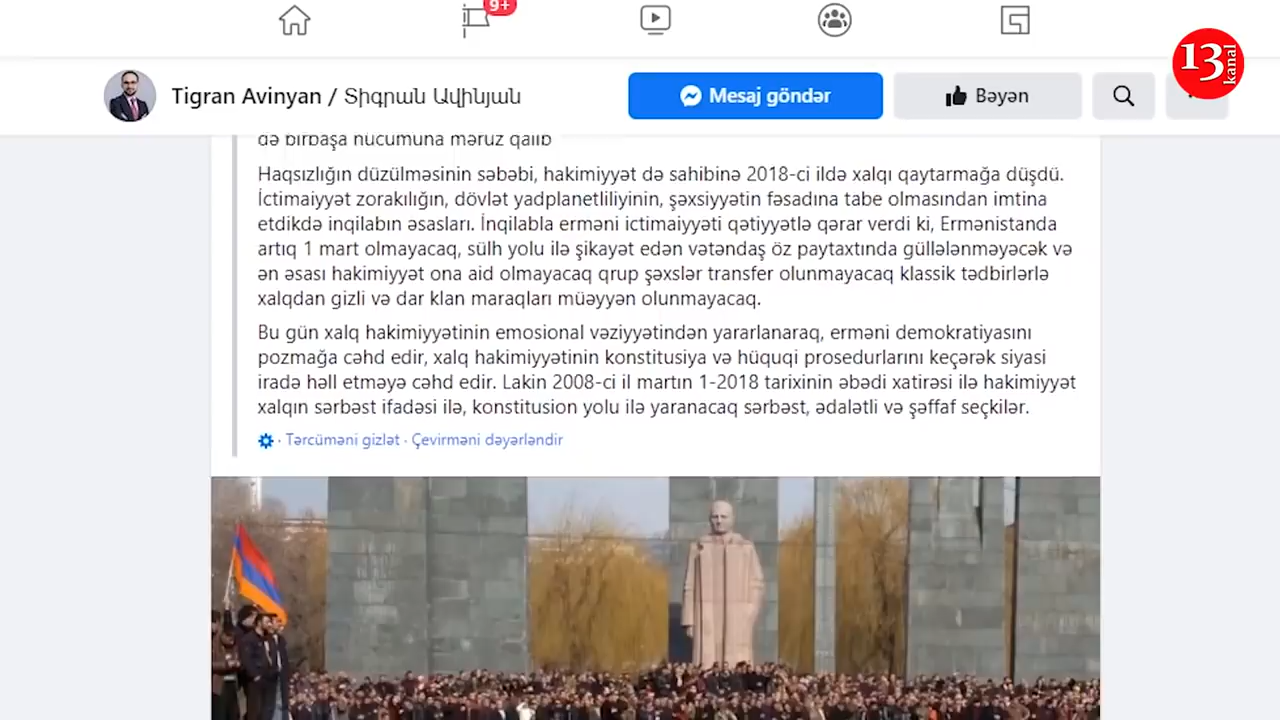 9+
13 kanal
Tigran Avinyan / Տիգրան Ավինյան
Mesaj göndər
Bəyən
də birbaşa hücumuna məruz qalıb
Haqsızlığın düzülməsinin səbəbi, hakimiyyət də sahibinə 2018-ci ildə xalqı qaytarmağa düşdü.
İctimaiyyət zorakılığın, dövlət yadplanetliliyinin, şəxsiyyətin fəsadına tabe olmasından imtina
etdikdə inqilabın əsasları. İnqilabla erməni ictimaiyyəti qətiyyətlə qərar verdi ki, Ermənistanda
artıq 1 mart olmayacaq, sülh yolu ilə şikayət edən vətəndaş öz paytaxtında güllələnməyəcək və
ən əsası hakimiyyət ona aid olmayacaq qrup şəxslər transfer olunmayacaq klassik tədbirlərlə
xalqdan gizli və dar klan maraqları müəyyən olunmayacaq.
Bu gün xalq hakimiyyətinin emosional vəziyyətindən yararlanaraq, erməni demokratiyasını
pozmağa cəhd edir, xalq hakimiyyətinin konstitusiya və hüquqi prosedurlarını keçərək siyasi
iradə həll etməyə cəhd edir. Lakin 2008-ci il martın 1-2018 tarixinin əbədi xatirəsi ilə hakimiyyət
xalqın sərbəst ifadəsi ilə, konstitusion yolu ilə yaranacaq sərbəst, ədalətli və şəffaf seçkilər.
· Tərcüməni gizlət · Çevirməni dəyərləndir